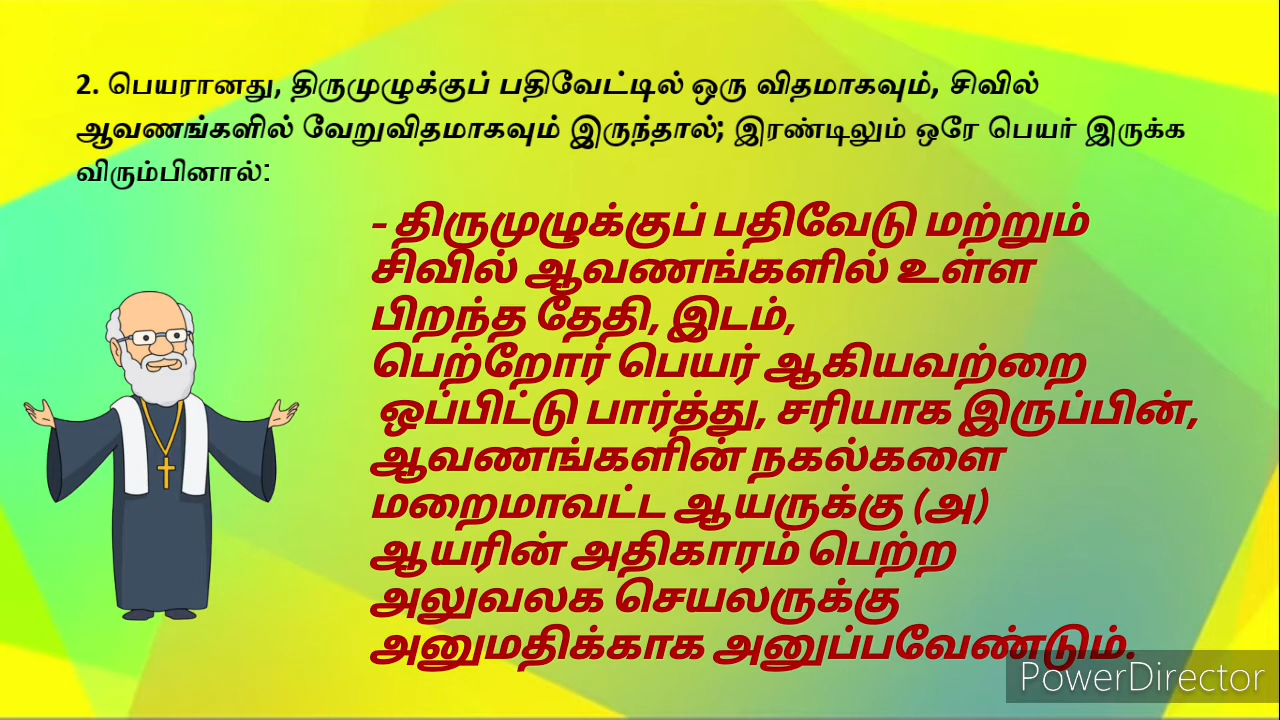 2. பெயரானது, திருமுழுக்குப் பதிவேட்டில் ஒரு விதமாகவும், சிவில்
ஆவணங்களில் வேறுவிதமாகவும் இருந்தால்; இரண்டிலும் ஒரே பெயர் இருக்க
விரும்பினால்:
- திருமுழுக்குப் பதிவேடு மற்றும்
சிவில் ஆவணங்களில் உள்ள
பிறந்த தேதி, இடம்,
பெற்றோர் பெயர் ஆகியவற்றை
ஒப்பிட்டு பார்த்து, சரியாக இருப்பின்,
ஆவணங்களின் நகல்களை
மறைமாவட்ட ஆயருக்கு (அ)
ஆயரின் அதிகாரம் பெற்ற
அலுவலக செயலருக்கு
அனுமதிக்காக அனுப்பவேண்டும்.
PowerDirector